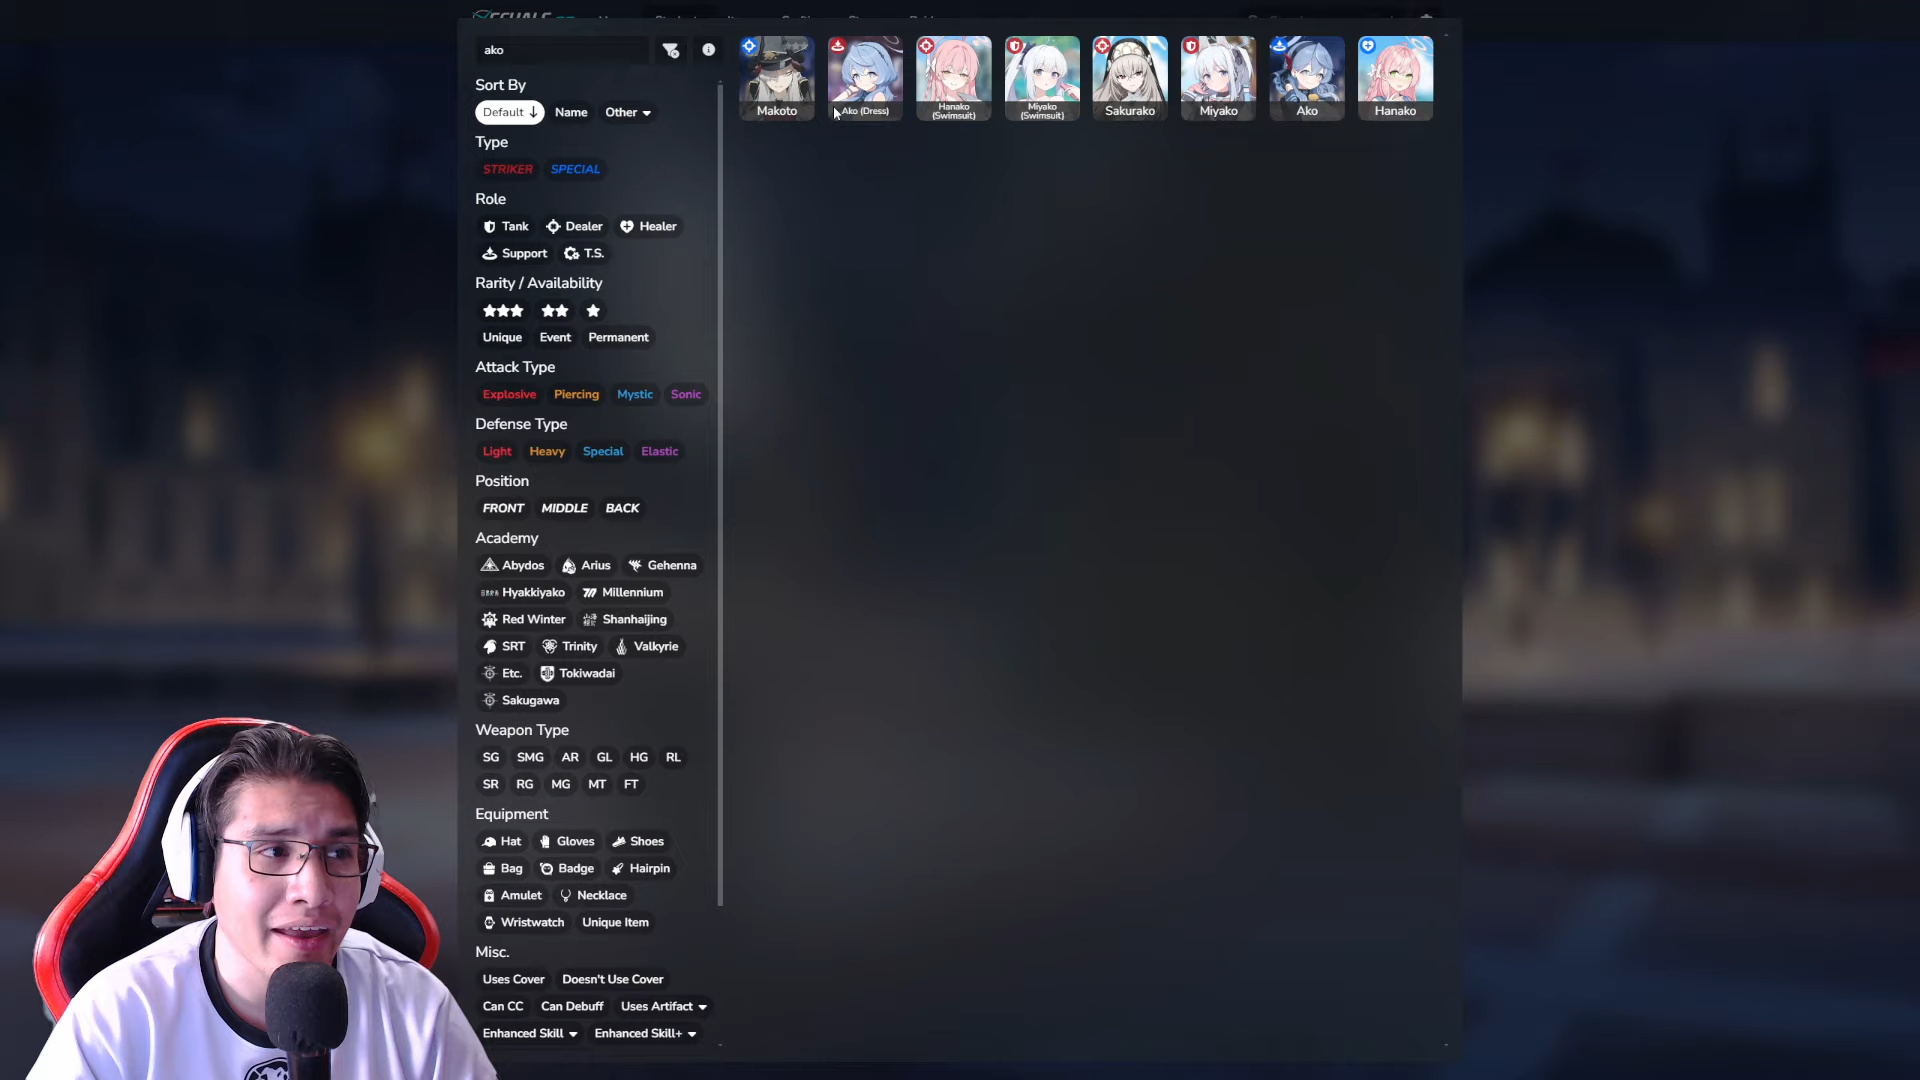 ako
Sort By
Default Name Other
Type
STRIKER SPECIAL
Role
Tank Dealer Healer
Support T.S.
Rarity / Availability
Unique Event Permanent
Attack Type
Explosive Piercing Mystic Sonic
Defense Type
Light Heavy Special Elastic
Position
FRONT MIDDLE BACK
Academy
Abydos Arius Gehenna
Hyakkiyako Millennium
Red Winter Shanhaijing
SRT Trinity Valkyrie
Etc. Tokiwadai
Sakugawa
Weapon Type
SG SMG AR GL HG RL
SR RG MG MT FT
Equipment
Hat Gloves Shoes
Bag Badge Hairpin
Amulet Necklace
Wristwatch Unique Item
Misc.
Uses Cover Doesn't Use Cover
Can CC Can Debuff Uses Artifact
Enhanced Skill Enhanced Skill+
Makoto
Ako (Dress)
Hanako
(Swimsuit)
Miyako
(Swimsuit)
Sakurako
Miyako
Ako
Hanako